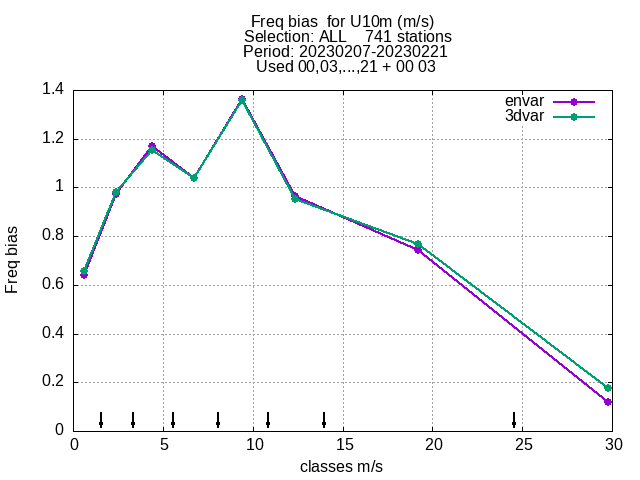 Freq bias  for U10m (m/s)
Selection: ALL    741 stations
Period: 20230207-20230221
Used 00,03,...,21 + 00 03
envar
3dvar
Freq bias
1.4
1.2
1
0.8
0.6
0.4
0.2
0
0 5 10 15 20 25 30
classes m/s